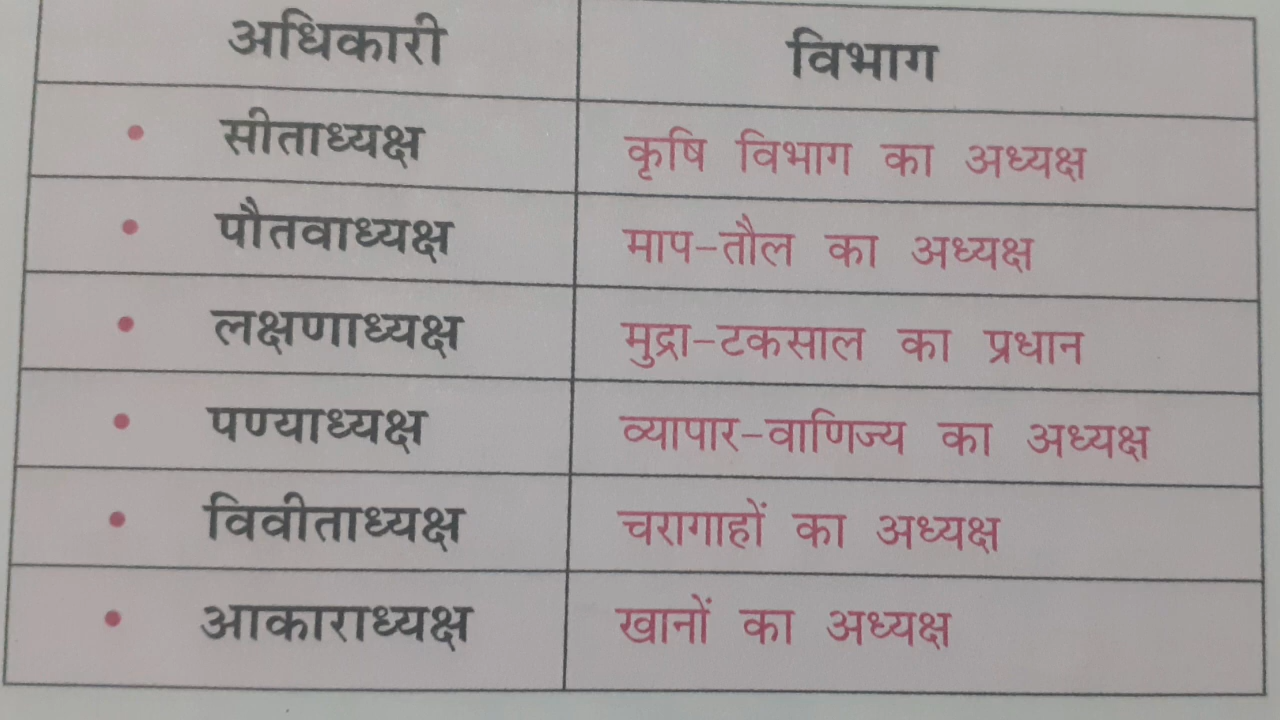 अधिकारी विभाग
• सीताध्यक्ष कृषि विभाग का अध्यक्ष
• पौतवाध्यक्ष माप-तौल का अध्यक्ष
• लक्षणाध्यक्ष मुद्रा-टकसाल का प्रधान
• पण्याध्यक्ष व्यापार-वाणिज्य का अध्यक्ष
• विवीताध्यक्ष चरागाहों का अध्यक्ष
• आकाराध्यक्ष खानों का अध्यक्ष